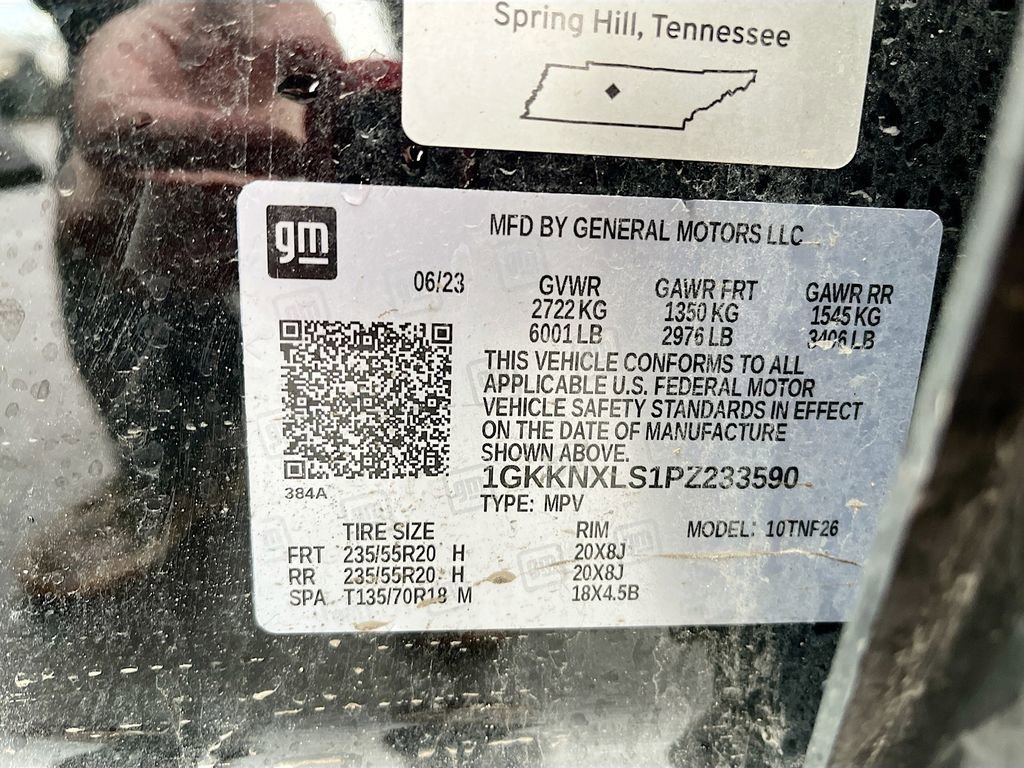 Spring Hill, Tennessee
gm
MFD BY GENERAL MOTORS LLC
06/23 GVWR GAWR FRT GAWR RR
2722 KG 1350 KG 1545 KG
6001 LB 2976 LB 3406 LB
THIS VEHICLE CONFORMS TO ALL
APPLICABLE U.S. FEDERAL MOTOR
VEHICLE SAFETY STANDARDS IN EFFECT
ON THE DATE OF MANUFACTURE
SHOWN ABOVE.
384A
1GKKNXLS1PZ233590
TYPE: MPV
TIRE SIZE RIM MODEL: 10TNF26
FRT 235/55R20 H 20X8J
RR 235/55R20 H 20X8J
SPA T135/70R18 M 18X4.5B